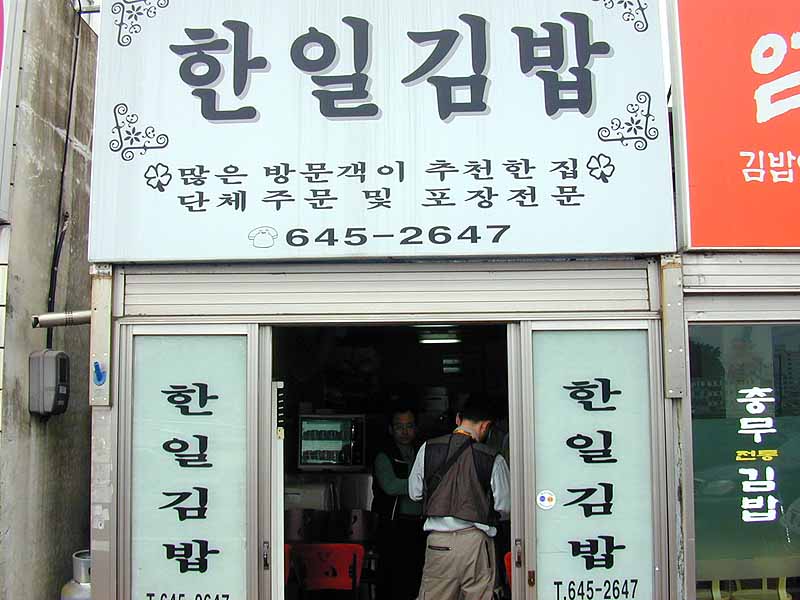 한일김밥
많은 방문객이 추천한 집
단체 주문 및 포장전문
645-2647
한일김밥
T.645-2647
한일김밥
T.645-2647
김밥
충무
전통
김밥